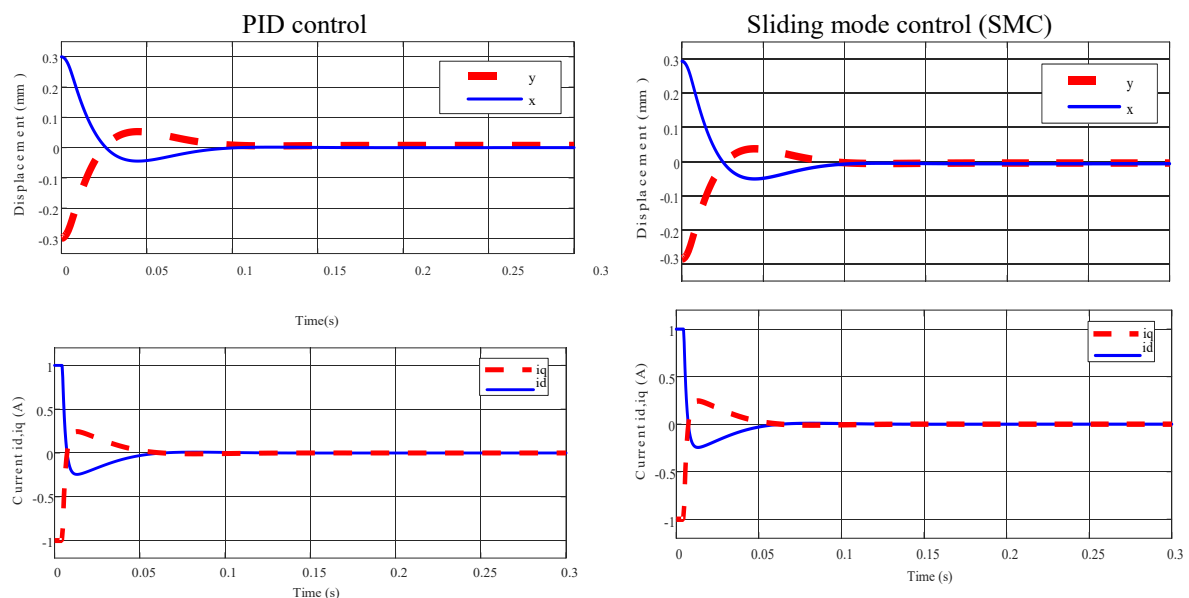 PID control
0.3
0.2
0.1
0
-0.1
-0.2
-0.3
Displacement (mm)
y
x
0 0.05 0.1 0.2 0.25 0.3
Time(s)
Sliding mode control (SMC)
0.3
0.2
0.1
0
-0.1
-0.2
-0.3
Displacement (mm)
y
x
1
0.5
0
-0.5
-1
Current id,iq (A)
iq
id
0 0.05 0.1 0.15 0.2 0.25 0.3
Time (s)
1
0.5
0
-0.5
-1
Current id,iq (A)
iq
id
0 0.05 0.1 0.15 0.2 0.25 0.3
Time (s)